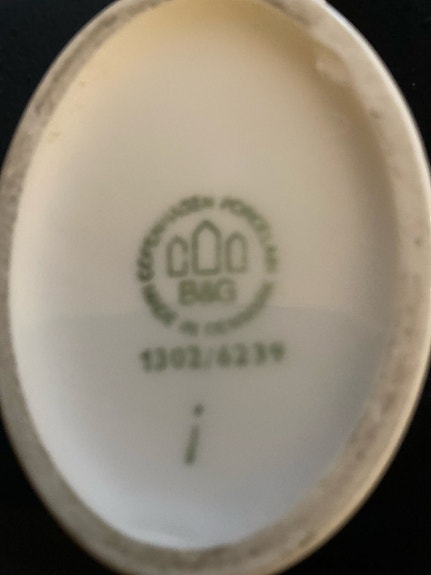 COPENHAGEN PORCELAIN
B&G
MADE IN DENMARK
1302/6239